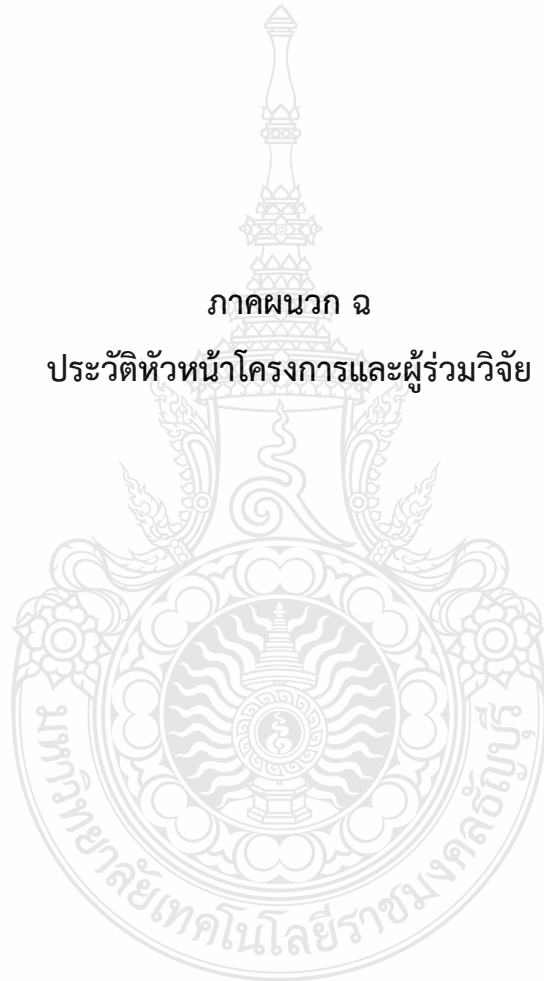 ภาคผนวก ฉ
ประวัติหัวหน้าโครงการและผู้ร่วมวิจัย
มหาวิทยาลัยเทคโนโลยีราชมงคลธัญบุรี